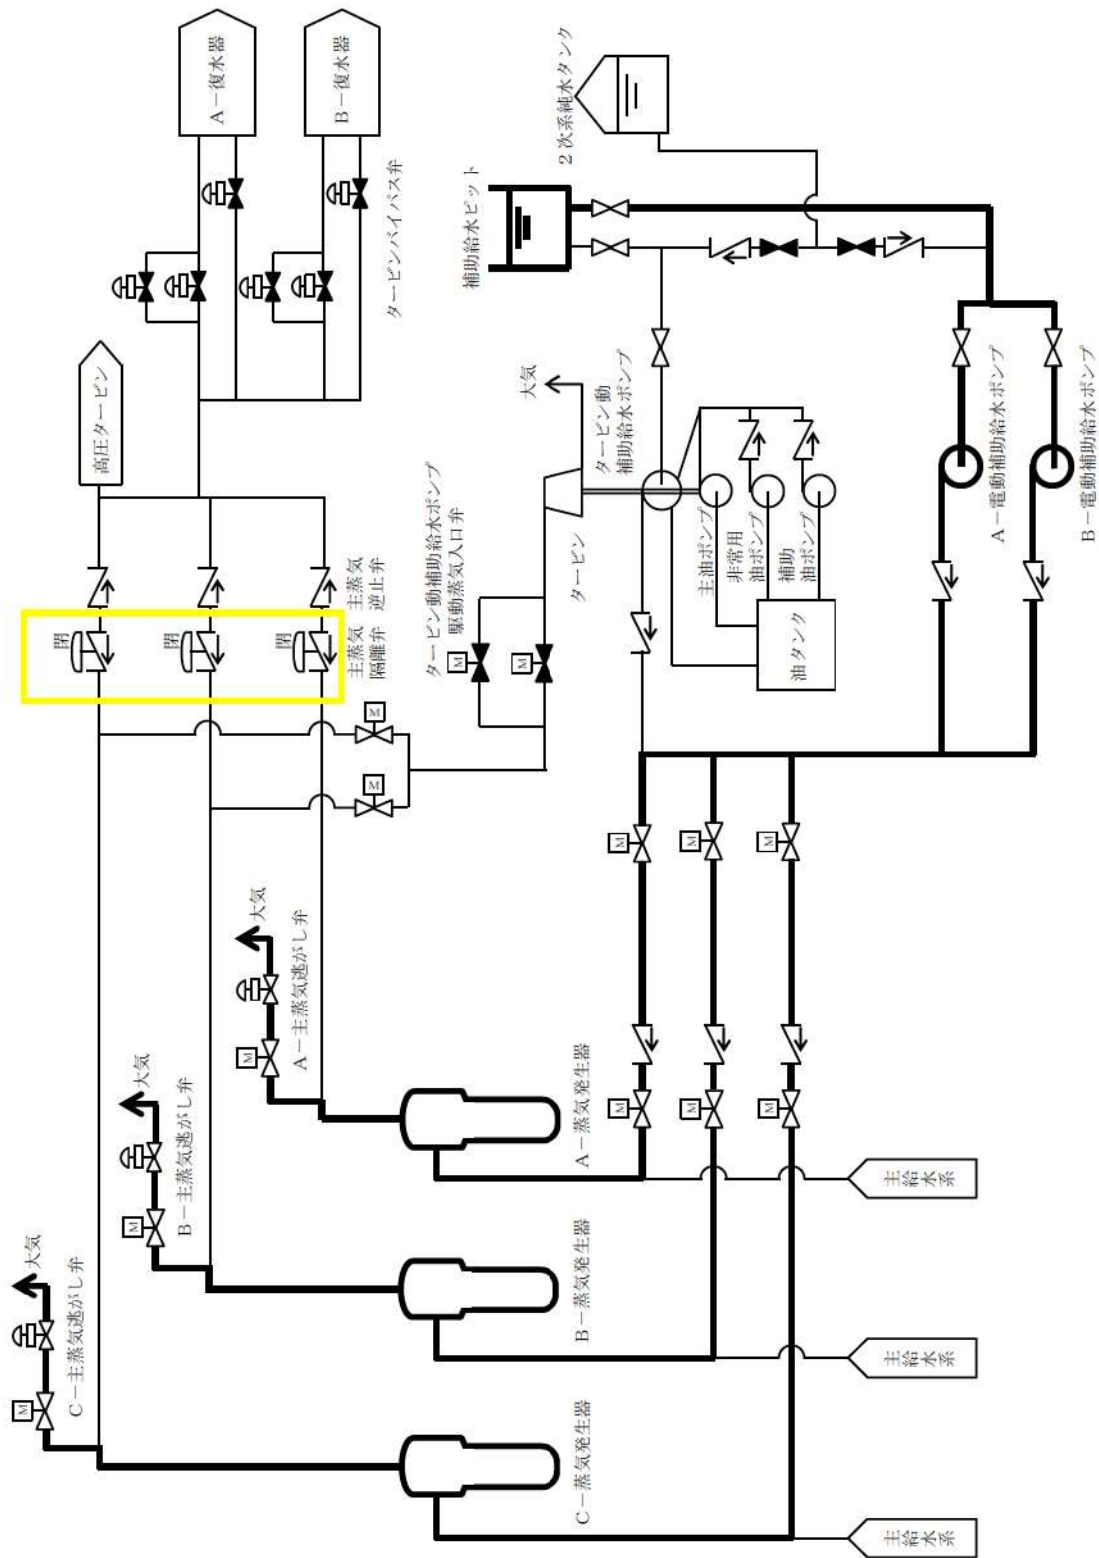 A－復水器
B－復水器
タービンバイパス弁
2次系純水タンク
補助給水ピット
高圧タービン
大気
タービン動
補助給水ポンプ
A－電動補助給水ポンプ
B－電動補助給水ポンプ
タービン動補助給水ポンプ
駆動蒸気入口弁
M
M
タービン
主油ポンプ
非常用
油ポンプ
補助
油ポンプ
油タンク
主蒸気
逆止弁
閉
閉
閉
主蒸気
隔離弁
M
M
大気
A－主蒸気逃がし弁
M
大気
B－主蒸気逃がし弁
M
大気
C－主蒸気逃がし弁
M
M
M
M
M
M
M
A－蒸気発生器
B－蒸気発生器
C－蒸気発生器
主給水系
主給水系
主給水系